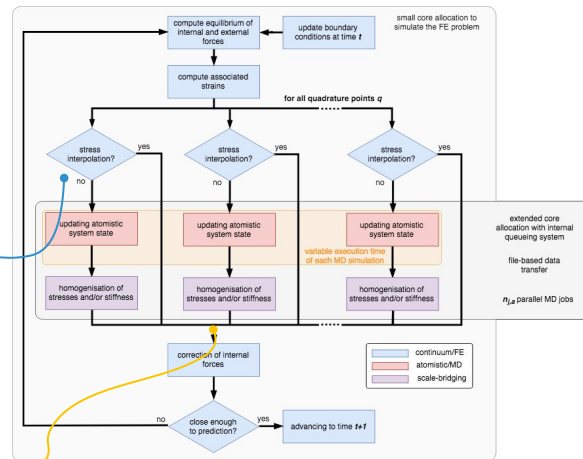 small core allocation to
simulate the FE problem
compute equilibrium of
internal and external
forces
update boundary
conditions at time t
compute associated
strains
for all quadrature points q
stress
interpolation?
yes
no
stress
interpolation?
yes
no
stress
interpolation?
yes
no
updating atomistic
system state
updating atomistic
system state
updating atomistic
system state
variable execution time
of each MD simulation
extended core
allocation with internal
queueing system
file-based data
transfer
n_j,a parallel MD jobs
homogenisation of
stresses and/or stiffness
homogenisation of
stresses and/or stiffness
homogenisation of
stresses and/or stiffness
correction of internal
forces
continuum/FE
atomistic/MD
scale-bridging
no
close enough
to prediction?
yes
advancing to time t+1